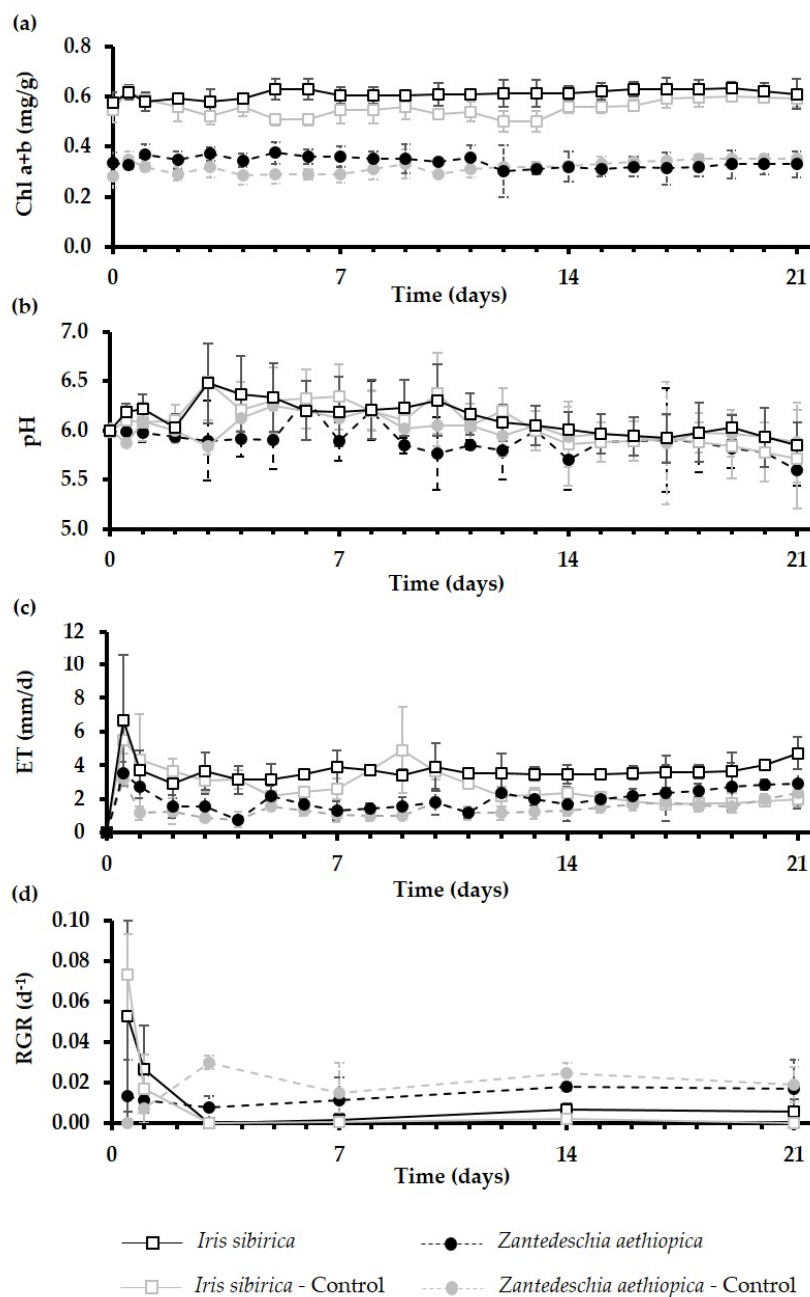 (a)
Chl a+b (mg/g)
0.8
0.6
0.4
0.2
0.0
0 7 14 21
Time (days)
(b)
pH
7.0
6.5
6.0
5.5
5.0
0 7 14 21
Time (days)
(c)
ET (mm/d)
12
10
8
6
4
2
0
0 7 14 21
Time (days)
(d)
RGR (d⁻¹)
0.10
0.08
0.06
0.04
0.02
0.00
0 7 14 21
Time (days)
Iris sibirica Zantedeschia aethiopica
Iris sibirica - Control Zantedeschia aethiopica - Control